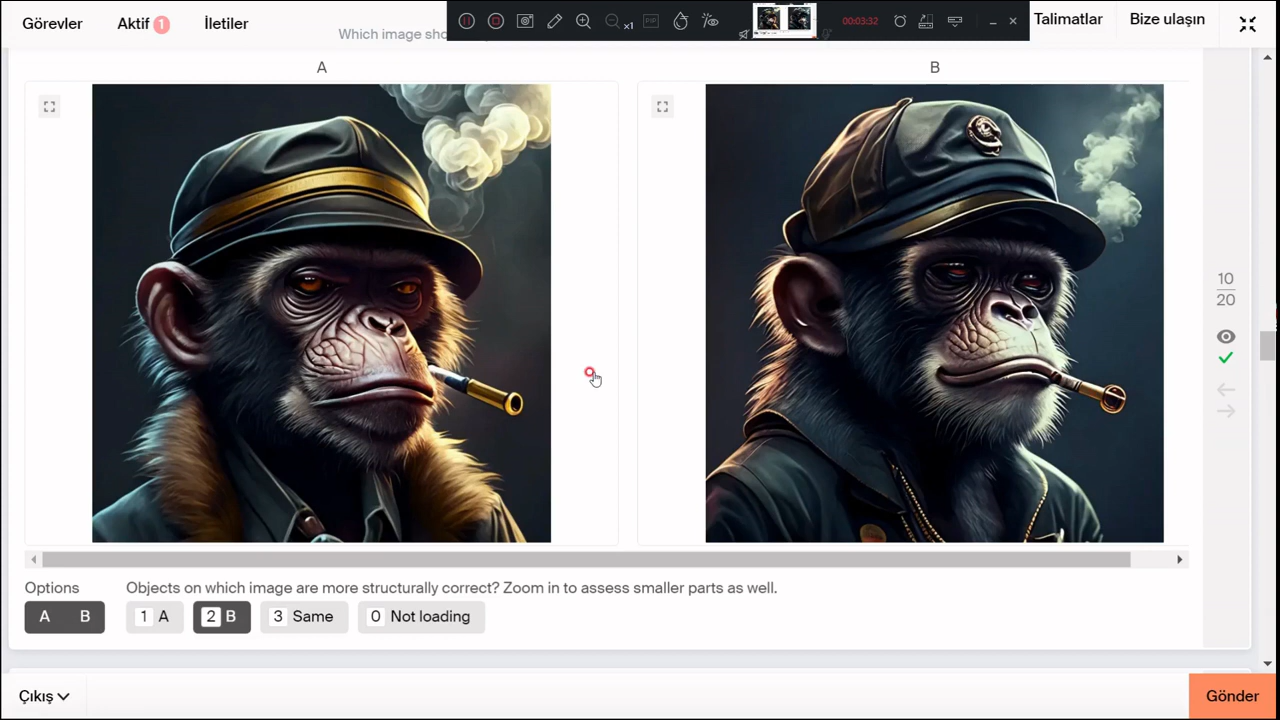 Görevler
Aktif 1
İletiler
Which image sho
x1
PIP
00:03:32
Talimatlar
Bize ulaşın
A
B
10
20
Options
Objects on which image are more structurally correct? Zoom in to assess smaller parts as well.
A B
1 A
2 B
3 Same
0 Not loading
Çıkış
Gönder